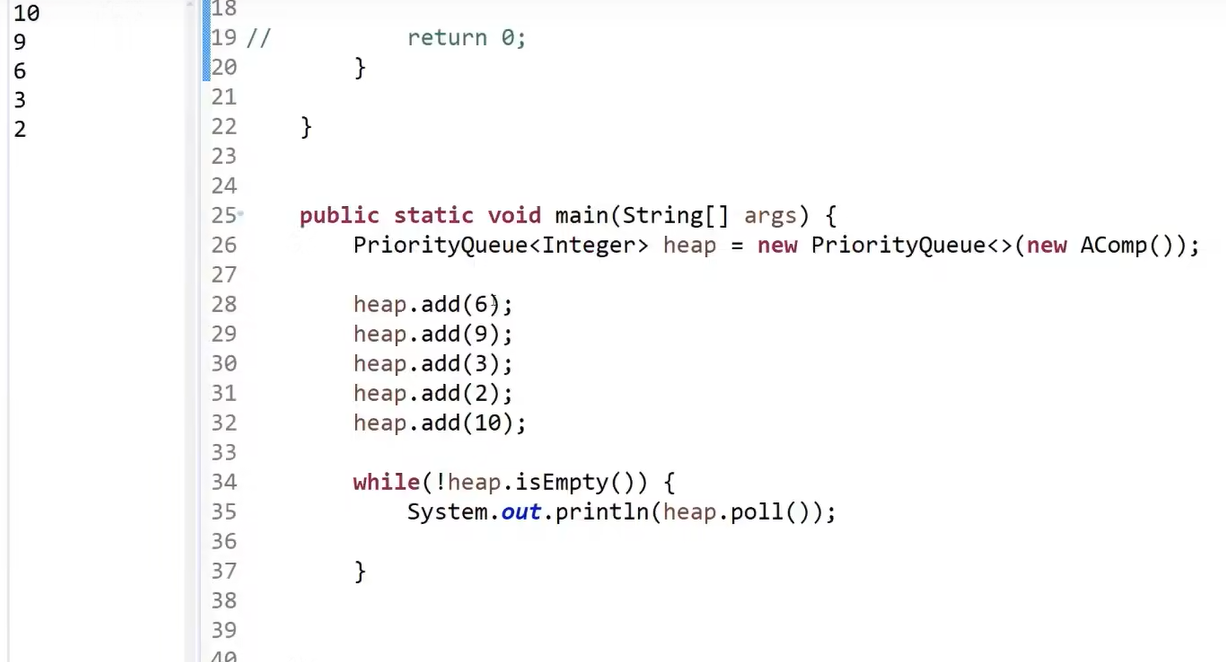 10
9
6
3
2
18
19 // return 0;
20 }
21
22 }
23
24
25 public static void main(String[] args) {
26 PriorityQueue<Integer> heap = new PriorityQueue<>(new AComp());
27
28 heap.add(6);
29 heap.add(9);
30 heap.add(3);
31 heap.add(2);
32 heap.add(10);
33
34 while(!heap.isEmpty()) {
35 System.out.println(heap.poll());
36
37 }
38
39
40